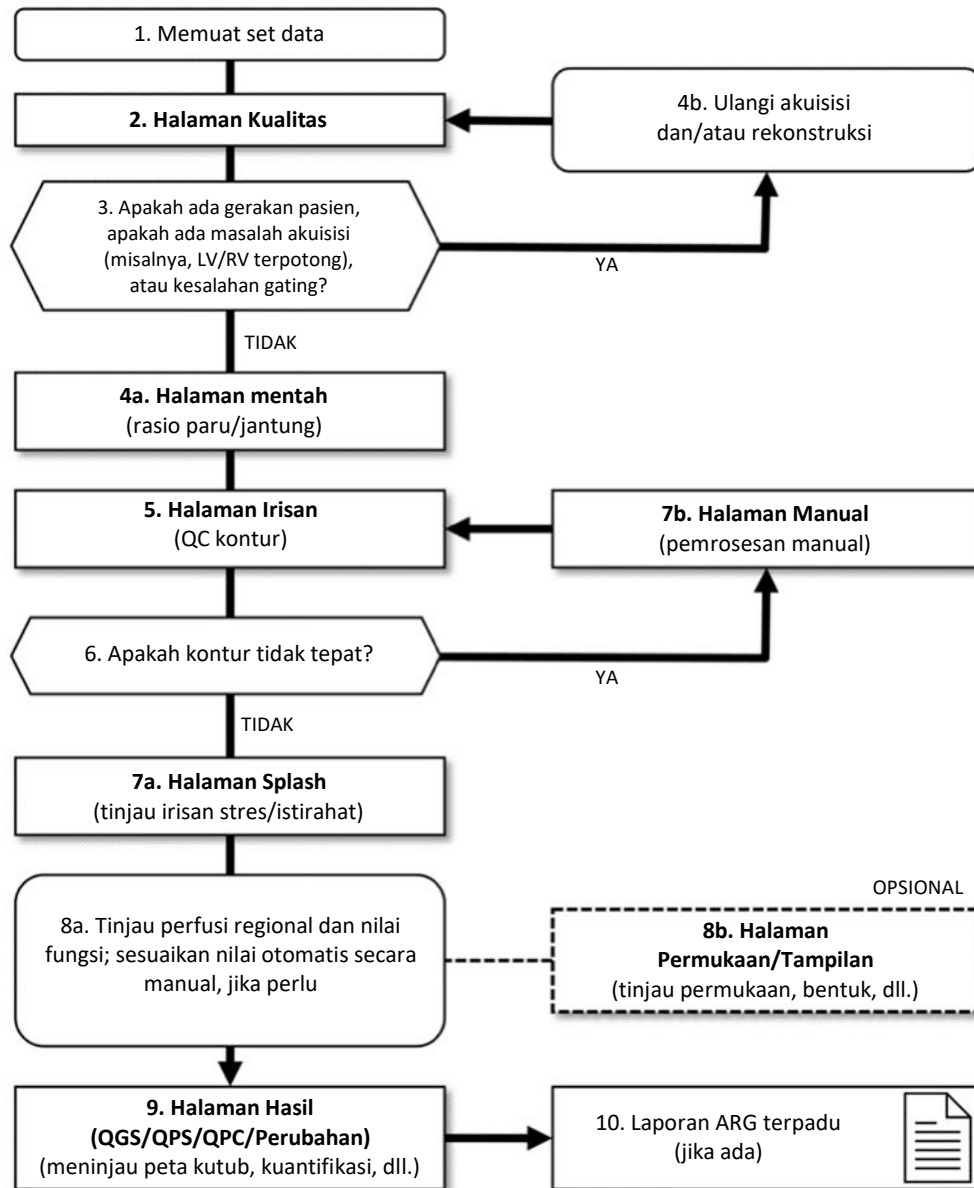 1. Memuat set data
2. Halaman Kualitas
4b. Ulangi akuisisi
dan/atau rekonstruksi
3. Apakah ada gerakan pasien,
apakah ada masalah akuisisi
(misalnya, LV/RV terpotong),
atau kesalahan gating?
YA
TIDAK
4a. Halaman mentah
(rasio paru/jantung)
5. Halaman Irisan
(QC kontur)
7b. Halaman Manual
(pemrosesan manual)
6. Apakah kontur tidak tepat?
YA
TIDAK
7a. Halaman Splash
(tinjau irisan stres/istirahat)
8a. Tinjau perfusi regional dan nilai
fungsi; sesuaikan nilai otomatis secara
manual, jika perlu
OPSIONAL
8b. Halaman
Permukaan/Tampilan
(tinjau permukaan, bentuk, dll.)
9. Halaman Hasil
(QGS/QPS/QPC/Perubahan)
(meninjau peta kutub, kuantifikasi, dll.)
10. Laporan ARG terpadu
(jika ada)